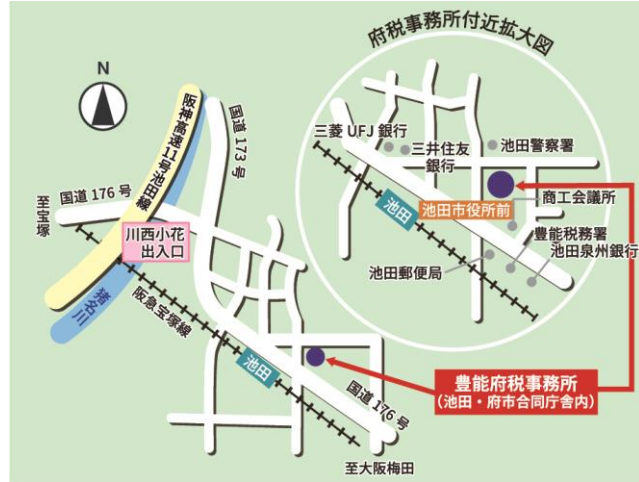 府税事務所付近拡大図
N
阪神高速11号池田線
国道173号
三菱UFJ銀行
三井住友
銀行
池田警察署
国道176号
至宝塚
川西小花
出入口
池田
池田市役所前
商工会議所
豊能税務署
池田泉州銀行
池田郵便局
猪名川
阪急宝塚線
池田
国道176号
豊能府税事務所
(池田・府市合同庁舎内)
至大阪梅田